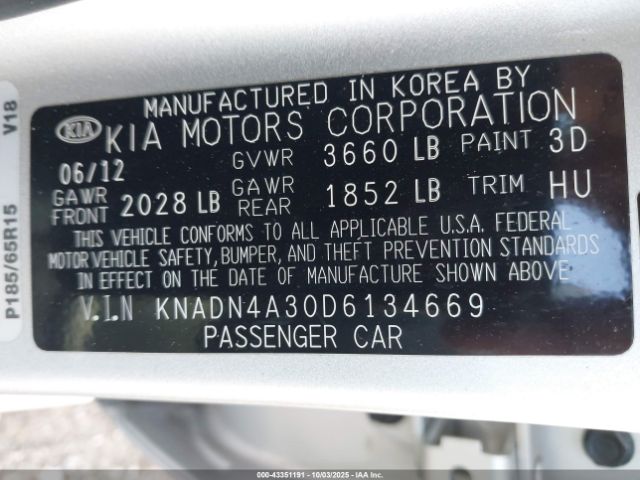 MANUFACTURED IN KOREA BY
KIA KIA MOTORS CORPORATION
06/12 GVWR 3660 LB PAINT 3D
GAWR FRONT 2028 LB GAWR REAR 1852 LB TRIM HU
THIS VEHICLE CONFORMS TO ALL APPLICABLE U.S.A. FEDERAL
MOTOR VEHICLE SAFETY, BUMPER, AND THEFT PREVENTION STANDARDS
IN EFFECT ON THE DATE OF MANUFACTURE SHOWN ABOVE
V.I.N KNADN4A30D6134669
PASSENGER CAR
P185/65R15 V18
000-43351191 - 10/03/2025 - IAAI.com